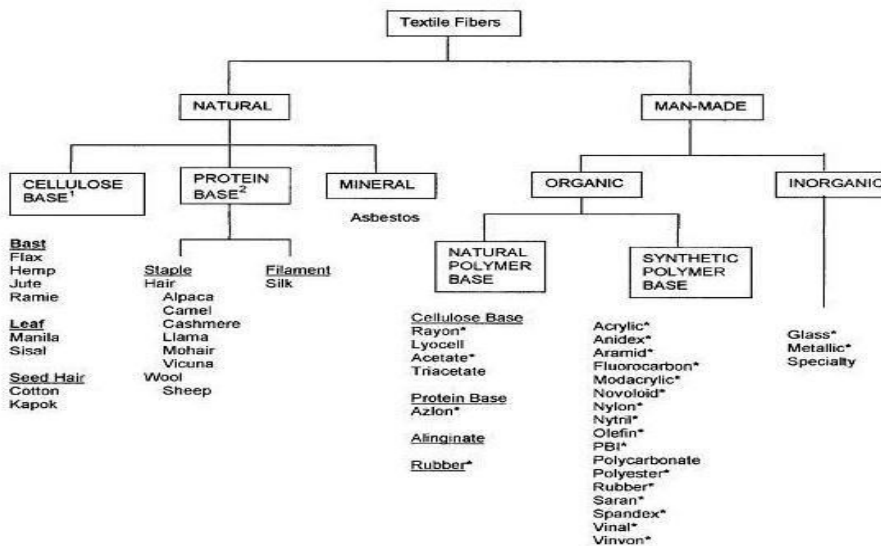 Textile Fibers
NATURAL
MAN-MADE
CELLULOSE
BASE¹
PROTEIN
BASE²
MINERAL
Asbestos
ORGANIC
INORGANIC
Bast
Flax
Hemp
Jute
Ramie
Leaf
Manila
Sisal
Seed Hair
Cotton
Kapok
Staple
Hair
Alpaca
Camel
Cashmere
Llama
Mohair
Vicuna
Wool
Sheep
Filament
Silk
NATURAL
POLYMER
BASE
Cellulose Base
Rayon*
Lyocell
Acetate*
Triacetate
Protein Base
Azlon*
Alinginate
Rubber*
SYNTHETIC
POLYMER
BASE
Acrylic*
Anidex*
Aramid*
Fluorocarbon*
Modacrylic*
Novoloid*
Nylon*
Nytril*
Olefin*
PBI*
Polycarbonate
Polyester*
Rubber*
Saran*
Spandex*
Vinal*
Vinyon*
Glass*
Metallic*
Specialty